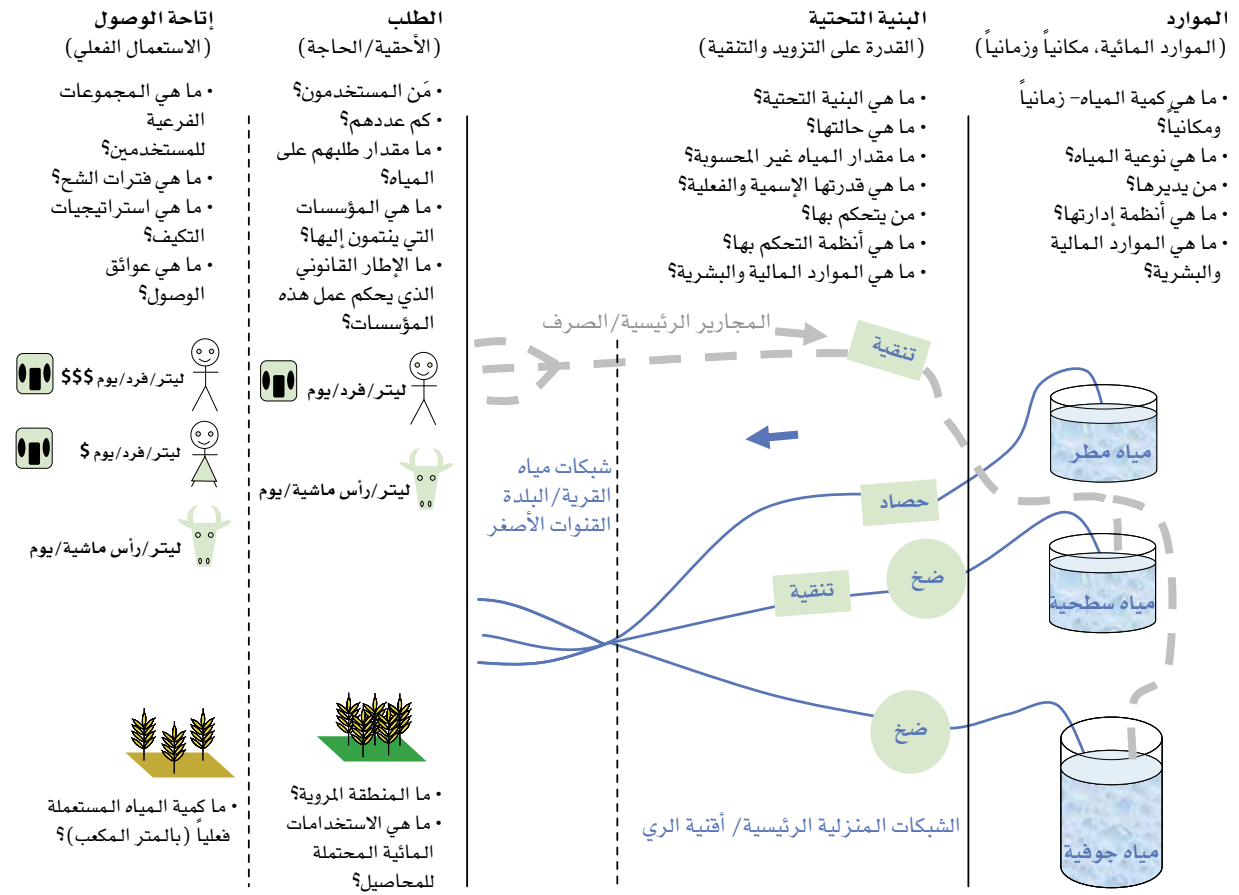 الموارد
(الموارد المائية، مكانياً وزمانياً)
• ما هي كمية المياه– زمانياً
ومكانياً؟
• ما هي نوعية المياه؟
• من يديرها؟
• ما هي أنظمة إدارتها؟
• ما هي الموارد المالية
والبشرية؟
مياه مطر
مياه سطحية
مياه جوفية
البنية التحتية
(القدرة على التزويد والتنقية)
• ما هي البنية التحتية؟
• ما هي حالتها؟
• ما مقدار المياه غير المحسوبة؟
• ما هي قدرتها الإسمية والفعلية؟
• من يتحكم بها؟
• ما هي أنظمة التحكم بها؟
• ما هي الموارد المالية والبشرية؟
المجارير الرئيسية/الصرف
تنقية
حصاد
ضخ
تنقية
ضخ
شبكات مياه
القرية/البلدة
القنوات الأصغر
الشبكات المنزلية الرئيسية/ أقنية الري
الطلب
(الأحقية/الحاجة)
• مَن المستخدمون؟
• كم عددهم؟
• ما مقدار طلبهم على
المياه؟
• ما هي المؤسسات
التي ينتمون إليها؟
• ما الإطار القانوني
الذي يحكم عمل هذه
المؤسسات؟
ليتر/فرد/يوم
ليتر/رأس ماشية/يوم
• ما المنطقة المروية؟
• ما هي الاستخدامات
المائية المحتملة
للمحاصيل؟
إتاحة الوصول
(الاستعمال الفعلي)
• ما هي المجموعات
الفرعية
للمستخدمين؟
• ما هي فترات الشح؟
• ما هي استراتيجيات
التكيف؟
• ما هي عوائق
الوصول؟
ليتر/فرد/يوم $$$
ليتر/فرد/يوم $
ليتر/رأس ماشية/يوم
• ما كمية المياه المستعملة
فعلياً (بالمتر المكعب)؟